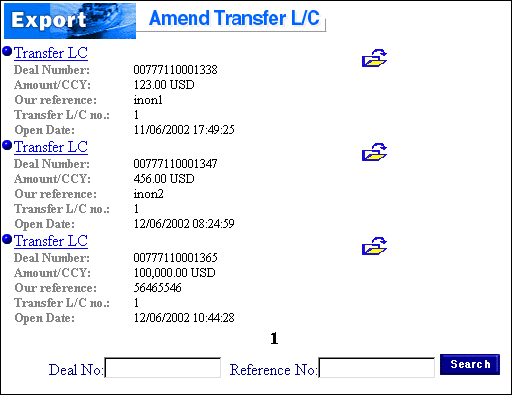 Export Amend Transfer L/C
Transfer LC
Deal Number: 00777110001338
Amount/CCY: 123.00 USD
Our reference: inon1
Transfer L/C no.: 1
Open Date: 11/06/2002 17:49:25
Transfer LC
Deal Number: 00777110001347
Amount/CCY: 456.00 USD
Our reference: inon2
Transfer L/C no.: 1
Open Date: 12/06/2002 08:24:59
Transfer LC
Deal Number: 00777110001365
Amount/CCY: 100,000.00 USD
Our reference: 56465546
Transfer L/C no.: 1
Open Date: 12/06/2002 10:44:28
1
Deal No: Reference No: Search